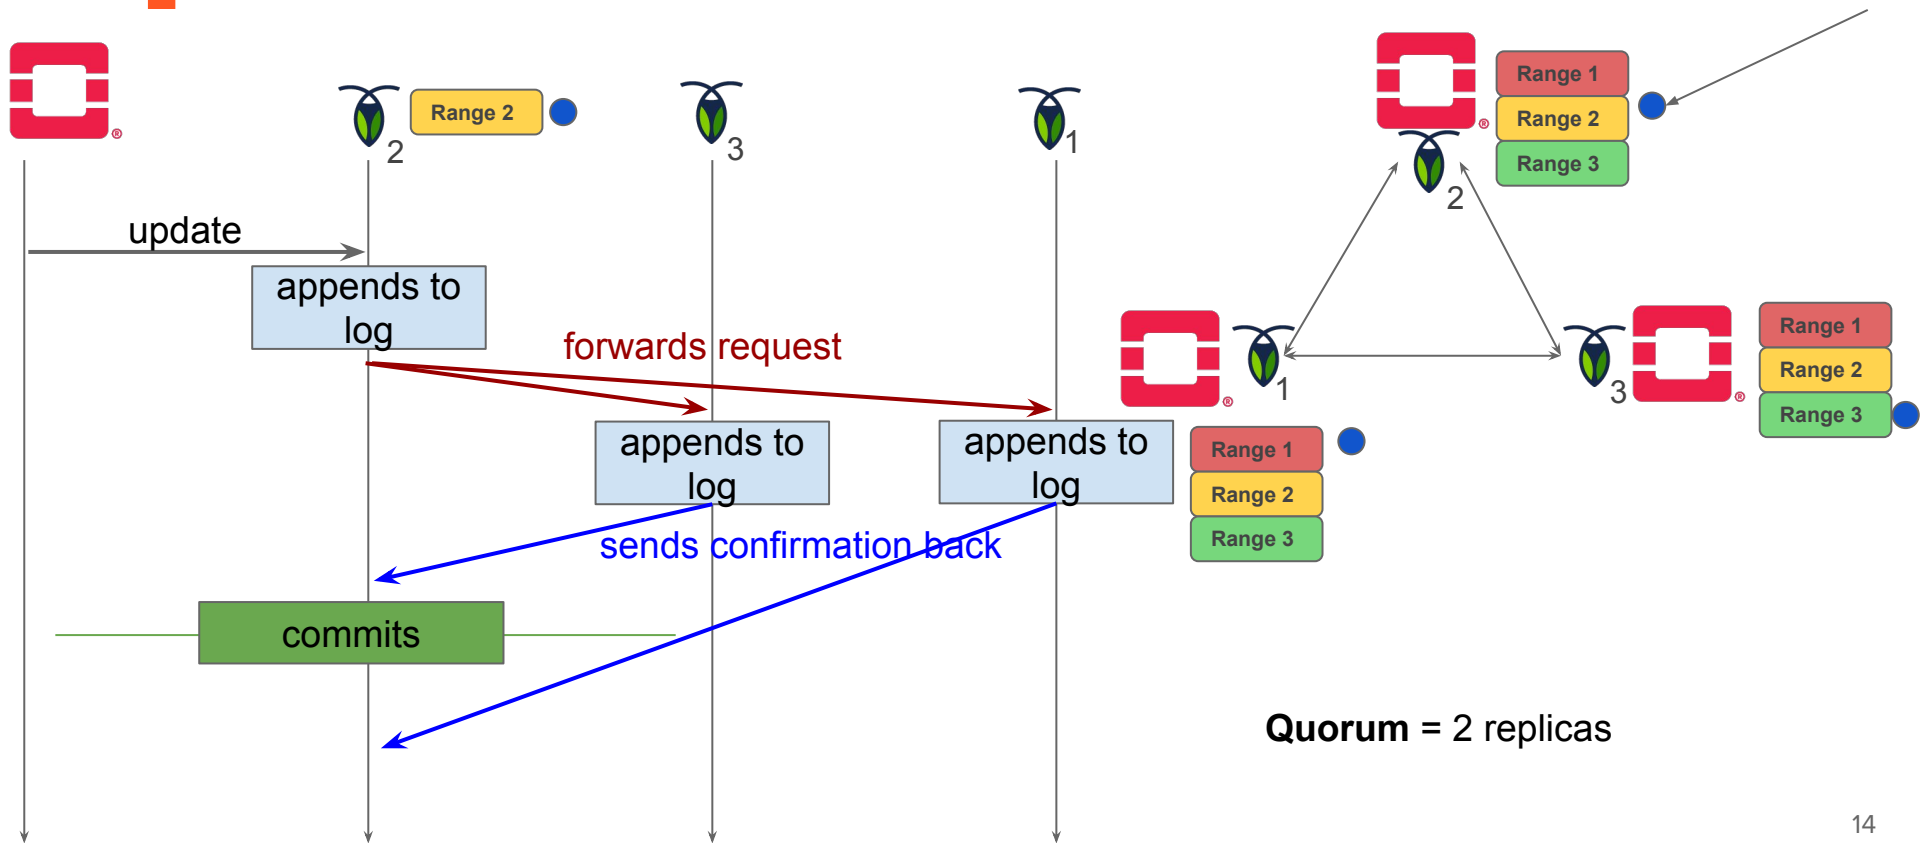 Range 2
2
3
1
update
appends to
log
forwards request
appends to
log
appends to
log
sends confirmation back
commits
Range 1
Range 2
Range 3
2
1
Range 1
Range 2
Range 3
3
Range 1
Range 2
Range 3
Quorum = 2 replicas
14
®
®
®
®